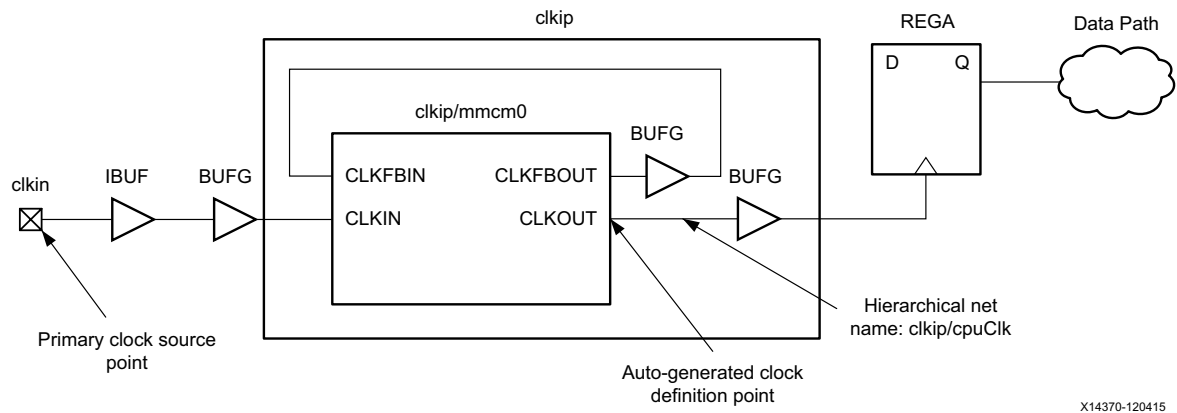 clkip
REGA
Data Path
D
Q
clkip/mmcm0
BUFG
CLKFBIN
CLKFBOUT
clkin
IBUF
BUFG
BUFG
CLKIN
CLKOUT
Primary clock source
point
Hierarchical net
name: clkip/cpuClk
Auto-generated clock
definition point
X14370-120415